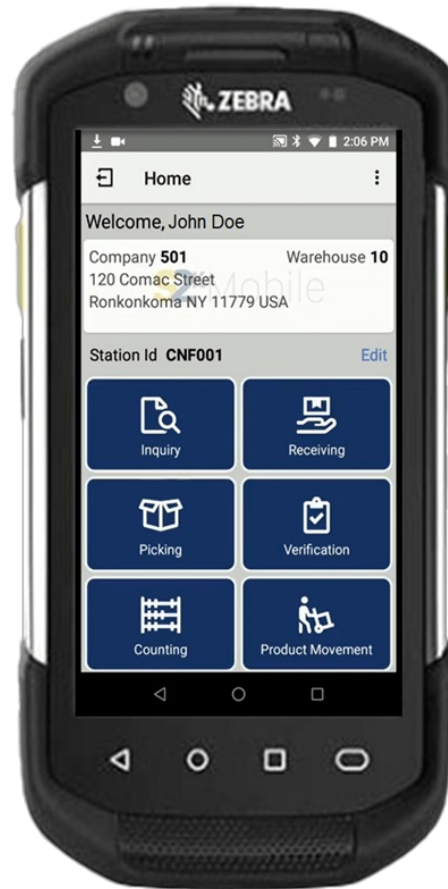 ZEBRA
2:06 PM
Home
Welcome, John Doe
Company 501 Warehouse 10
120 Comac Street
Ronkonkoma NY 11779 USA
Mobile
Station Id CNF001 Edit
Inquiry Receiving
Picking Verification
Counting Product Movement